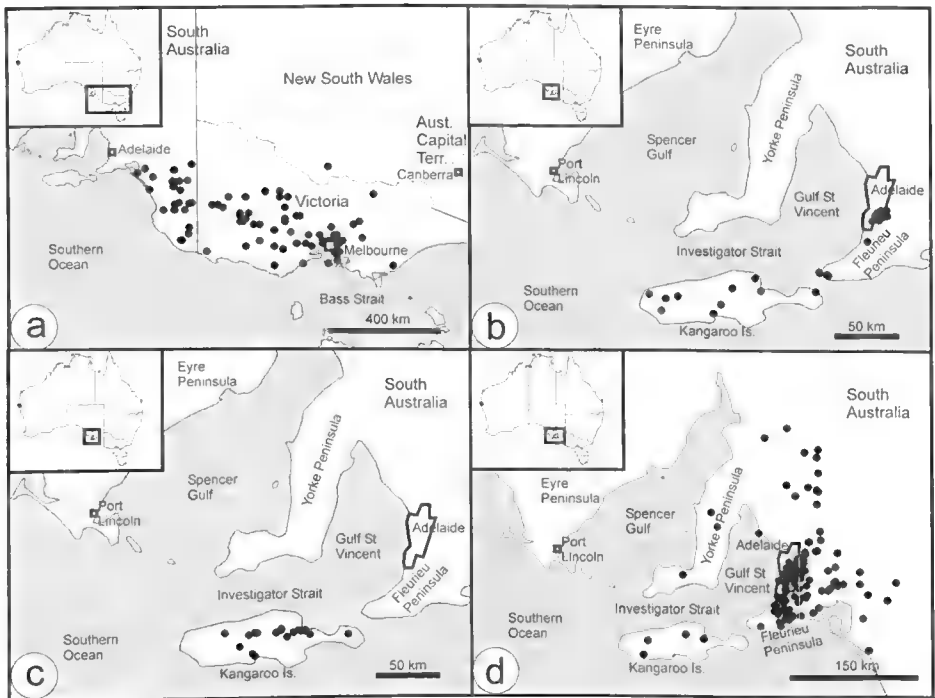 South
Australia
New South Wales
Aust.
Capital
Terr..
Canberra
Adelaide
Victoria
Melbourne
Southern
Ocean
Bass Strait
400 km
a
Eyre
Peninsula
South
Australia
Yorke Peninsula
Spencer
Gulf
Port
Lincoln
Gulf St
Vincent
Adelaide
Fleurieu
Peninsula
Investigator Strait
Southern
Ocean
Kangaroo Is.
50 km
b
Eyre
Peninsula
South
Australia
Yorke Peninsula
Spencer
Gulf
Port
Lincoln
Gulf St
Vincent
Adelaide
Fleurieu
Peninsula
Investigator Strait
Southern
Ocean
Kangaroo Is.
50 km
c
South
Australia
Eyre
Peninsula
Spencer
Gulf
Yorke Peninsula
Port
Lincoln
Adelaide
Gulf St
Vincent
Investigator Strait
Southern
Ocean
Fleurieu
Peninsula
Kangaroo Is.
150 km
d